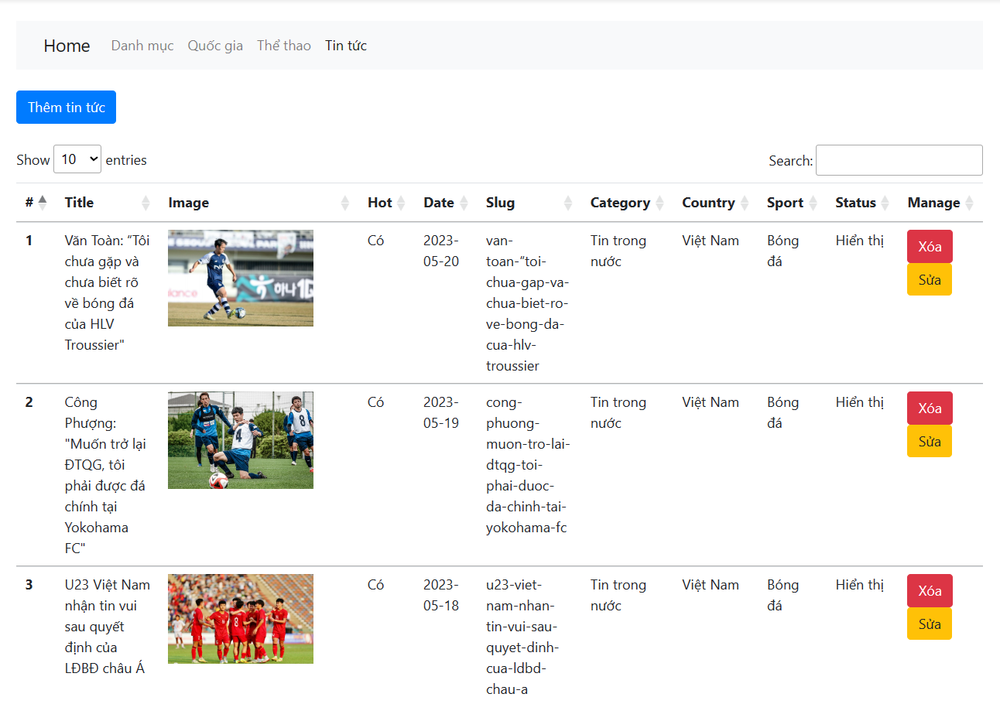 Home Danh mục Quốc gia Thể thao Tin tức
Thêm tin tức
Show 10 entries
Search:
# Title Image Hot Date Slug Category Country Sport Status Manage
1
Văn Toàn: “Tôi
chưa gặp và
chưa biết rõ
về bóng đá
của HLV
Troussier"
Có
2023-
05-20
van-
toan-“toi-
chua-gap-va-
chua-biet-ro-
ve-bong-da-
cua-hlv-
troussier
Tin trong
nước
Việt Nam
Bóng
đá
Hiển thị
Xóa
Sửa
2
Công
Phượng:
"Muốn trở lại
ĐTQG, tôi
phải được đá
chính tại
Yokohama
FC"
4
8
Có
2023-
05-19
cong-
phuong-
muon-tro-lai-
dtqg-toi-
phai-duoc-
da-chinh-tai-
yokohama-fc
Tin trong
nước
Việt Nam
Bóng
đá
Hiển thị
Xóa
Sửa
3
U23 Việt Nam
nhận tin vui
sau quyết
định của
LĐBĐ châu Á
8
Có
2023-
05-18
u23-viet-
nam-nhan-
tin-vui-sau-
quyet-dinh-
cua-ldbd-
chau-a
Tin trong
nước
Việt Nam
Bóng
đá
Hiển thị
Xóa
Sửa